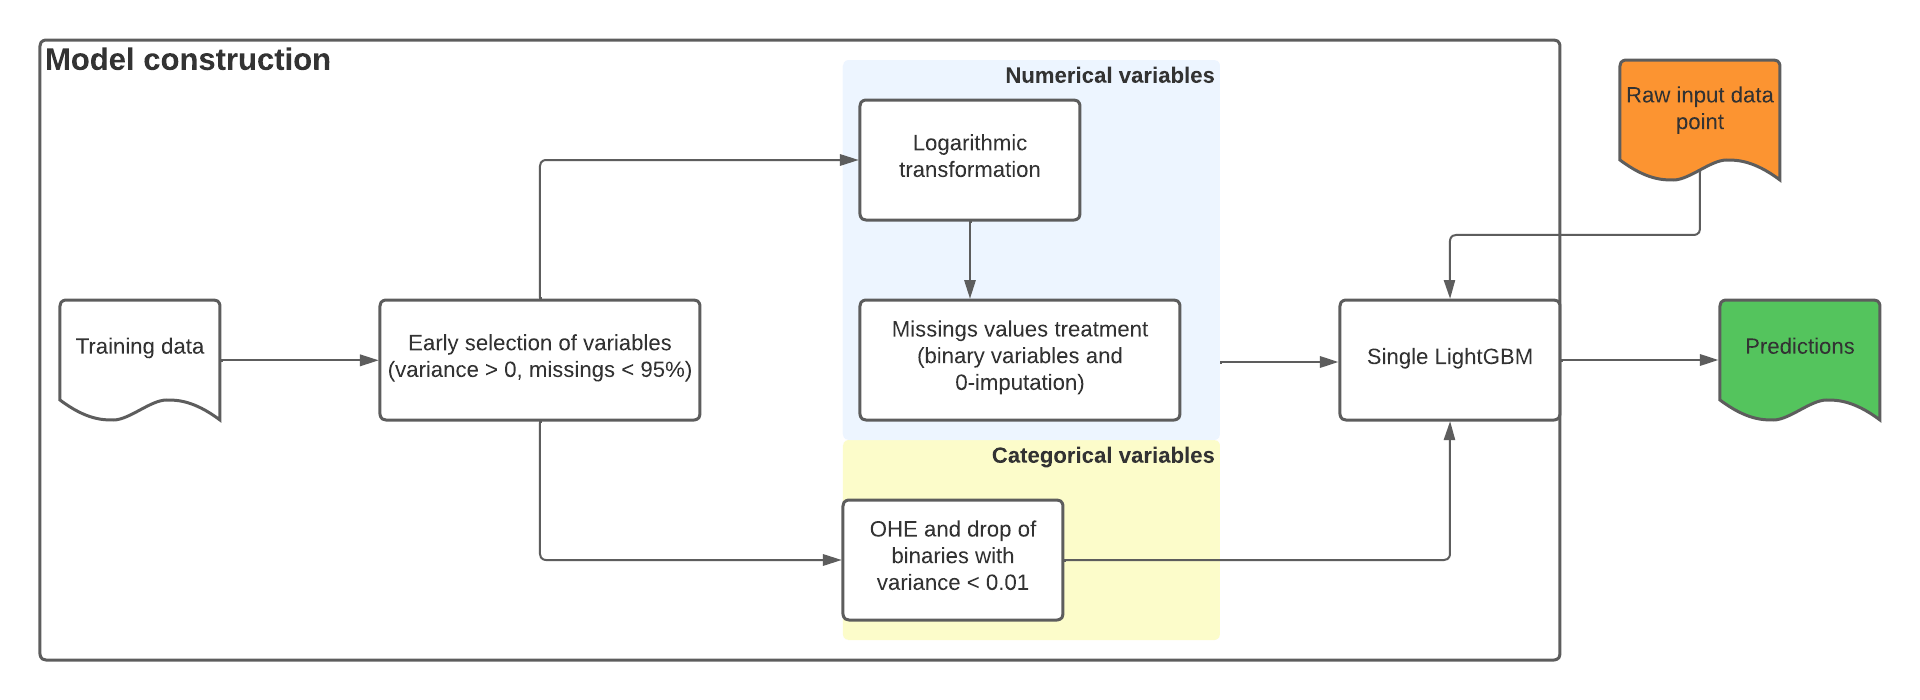 Model construction
Numerical variables
Logarithmic
transformation
Raw input data
point
Training data
Early selection of variables
(variance > 0, missings < 95%)
Missings values treatment
(binary variables and
0-imputation)
Single LightGBM
Predictions
Categorical variables
OHE and drop of
binaries with
variance < 0.01